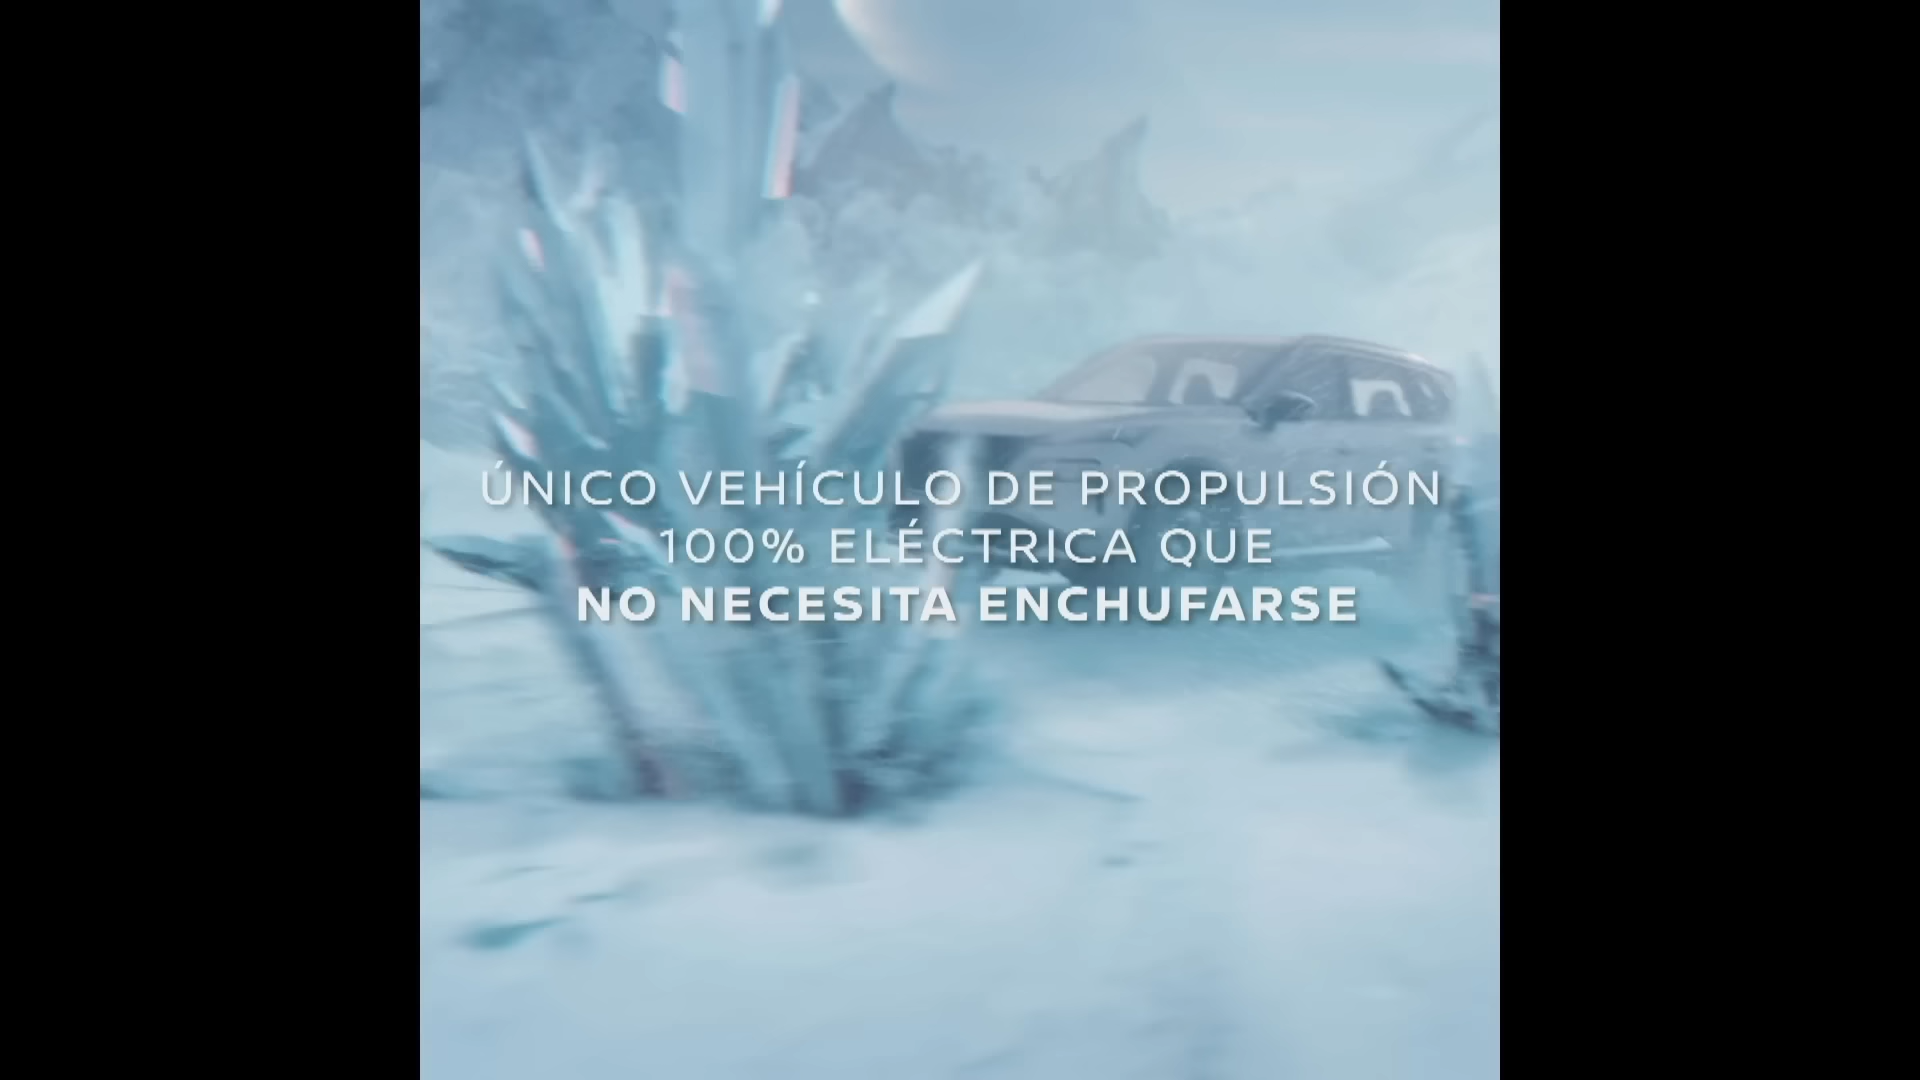 ÚNICO VEHÍCULO DE PROPULSIÓN
100% ELÉCTRICA QUE
NO NECESITA ENCHUFARSE